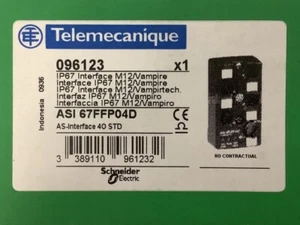 Telemecanique
096123 x1
IP67 Interface M12/Vampire
IP67 Interface M12/Vampire
IP67 Interface M12/Vampirtech.
Interfaz IP67 M12/Vampiro
Interfaccia IP67 M12/Vampiro
ASI 67FFP04D
AS-Interface 4O STD
Indonesia 0936
3 389110 961232
NO CONTRACTUAL
Schneider
Electric
CE